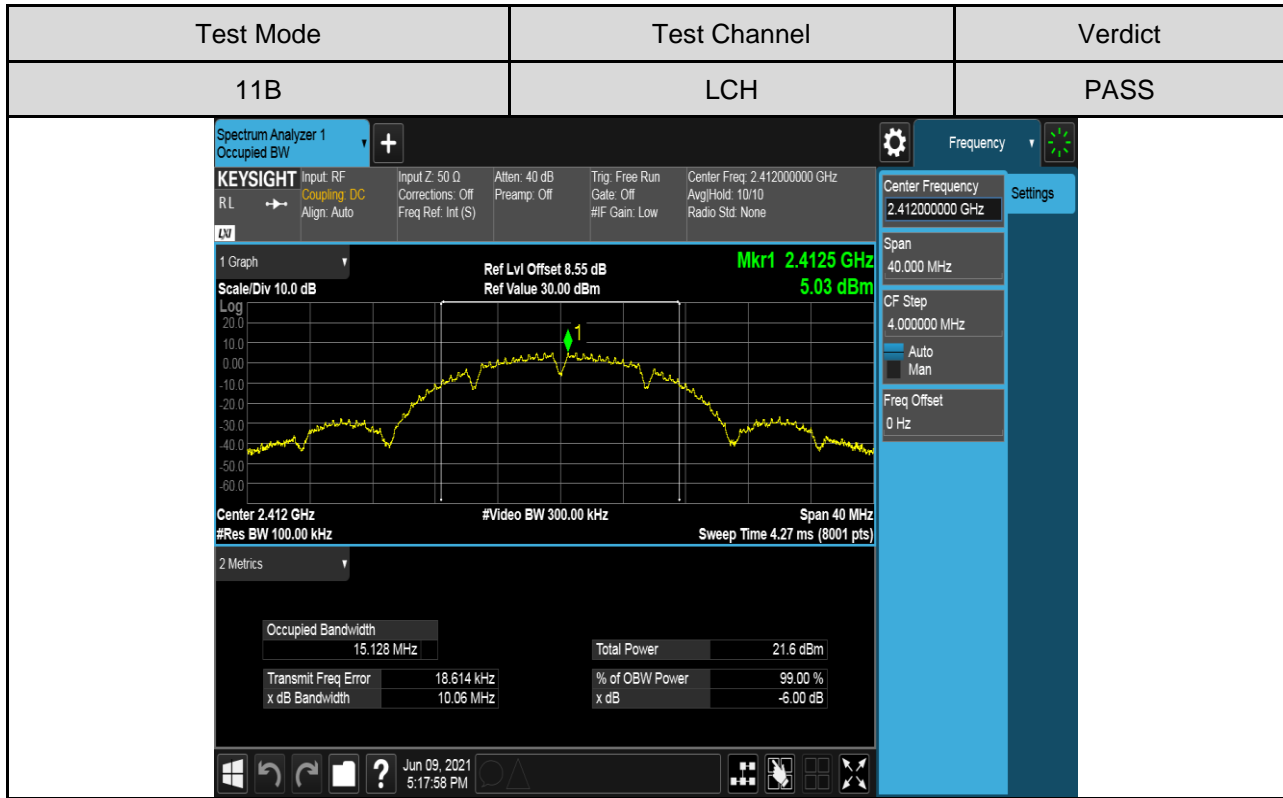 Test Mode Test Channel Verdict
11B LCH PASS
Spectrum Analyzer 1
Occupied BW
+
Frequency
KEYSIGHT Input: RF Input Z: 50 Ω Atten: 40 dB Trig: Free Run Center Freq: 2.412000000 GHz
RL Coupling: DC Corrections: Off Preamp: Off Gate: Off Avg|Hold: 10/10
Align: Auto Freq Ref: Int (S) #IF Gain: Low Radio Std: None
LXI
Center Frequency Settings
2.412000000 GHz
Span
40.000 MHz
CF Step
4.000000 MHz
Auto
Man
Freq Offset
0 Hz
1 Graph Ref Lvl Offset 8.55 dB Mkr1 2.4125 GHz
Scale/Div 10.0 dB Ref Value 30.00 dBm 5.03 dBm
Log
20.0
10.0
0.00
-10.0
-20.0
-30.0
-40.0
-50.0
-60.0
1
Center 2.412 GHz #Video BW 300.00 kHz Span 40 MHz
#Res BW 100.00 kHz Sweep Time 4.27 ms (8001 pts)
2 Metrics
Occupied Bandwidth
15.128 MHz Total Power 21.6 dBm
Transmit Freq Error 18.614 kHz % of OBW Power 99.00 %
x dB Bandwidth 10.06 MHz x dB -6.00 dB
? Jun 09, 2021
5:17:58 PM